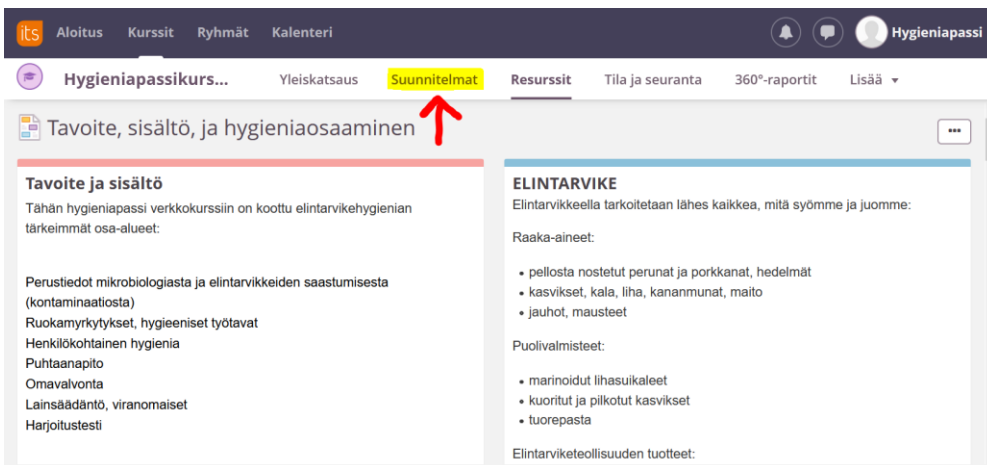 its Aloitus Kurssit Ryhmät Kalenteri Hygieniapassi
Hygieniapassikurs... Yleiskatsaus Suunnitelmat Resurssit Tila ja seuranta 360°-raportit Lisää
Tavoite, sisältö, ja hygieniaosaaminen
Tavoite ja sisältö
Tähän hygieniapassi verkkokurssiin on koottu elintarvikehygienian
tärkeimmät osa-alueet:
Perustiedot mikrobiologiasta ja elintarvikkeiden saastumisesta
(kontaminaatiosta)
Ruokamyrkytykset, hygieeniset työtavat
Henkilökohtainen hygienia
Puhtaanapito
Omavalvonta
Lainsäädäntö, viranomaiset
Harjoitustesti
ELINTARVIKE
Elintarvikkeella tarkoitetaan lähes kaikkea, mitä syömme ja juomme:
Raaka-aineet:
• pellosta nostetut perunat ja porkkanat, hedelmät
• kasvikset, kala, liha, kananmunat, maito
• jauhot, mausteet
Puolivalmisteet:
• marinoidut lihasuikaleet
• kuoritut ja pilkotut kasvikset
• tuorepasta
Elintarviketeollisuuden tuotteet: